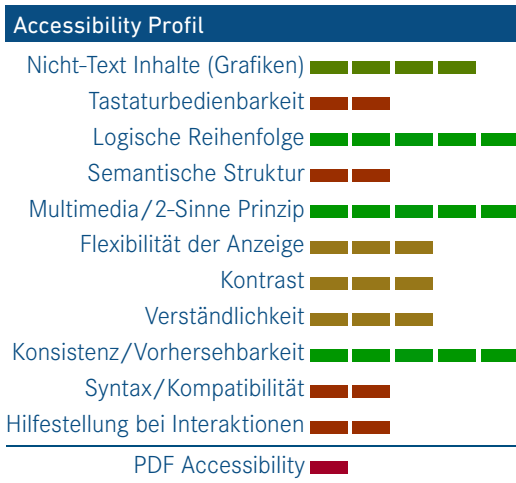 Accessibility Profil
Nicht-Text Inhalte (Grafiken)
Tastaturbedienbarkeit
Logische Reihenfolge
Semantische Struktur
Multimedia/2-Sinne Prinzip
Flexibilität der Anzeige
Kontrast
Verständlichkeit
Konsistenz/Vorhersehbarkeit
Syntax/Kompatibilität
Hilfestellung bei Interaktionen
PDF Accessibility